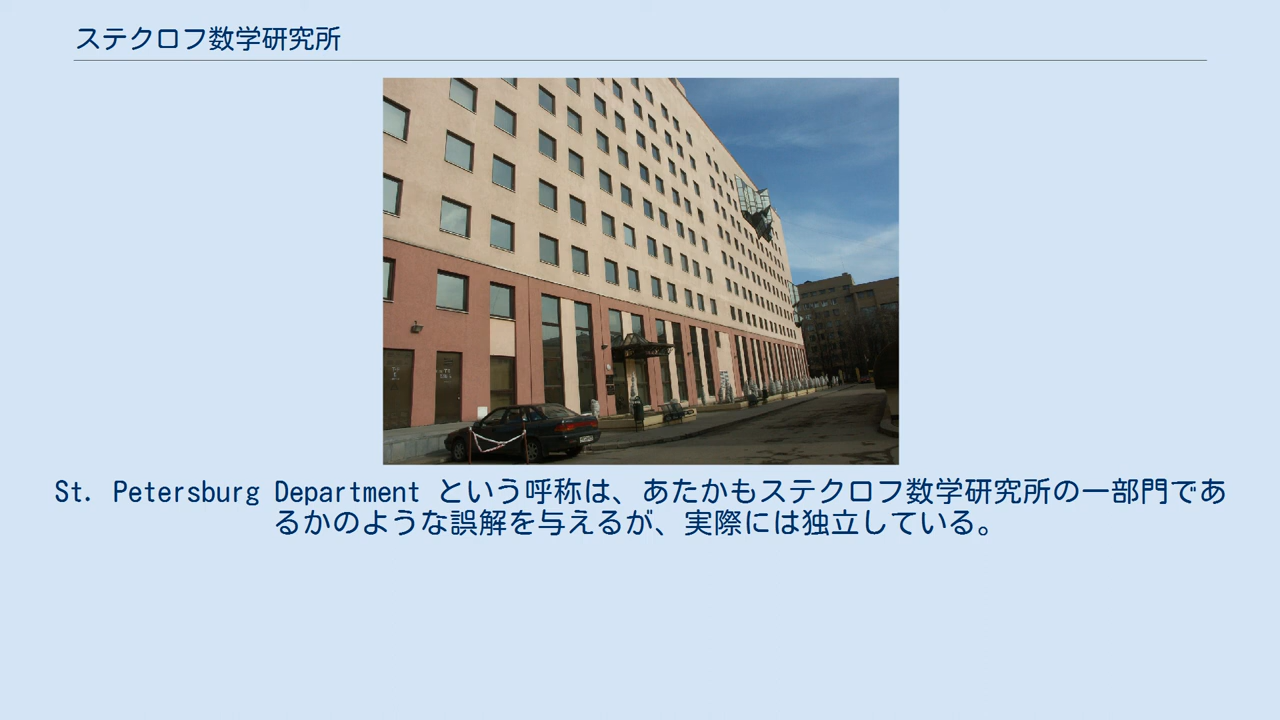 ステクロフ数学研究所
St. Petersburg Department という呼称は、あたかもステクロフ数学研究所の一部門であ
るかのような誤解を与えるが、実際には独立している。